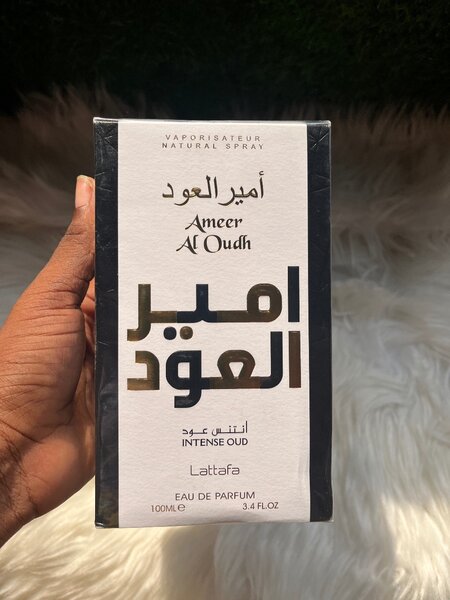 VAPORISATEUR
NATURAL SPRAY
أمير العود
Ameer
Al Oudh
امير
العود
أنتنس عود
INTENSE OUD
Lattafa
EAU DE PARFUM
100ML℮ 3.4 FL.OZ